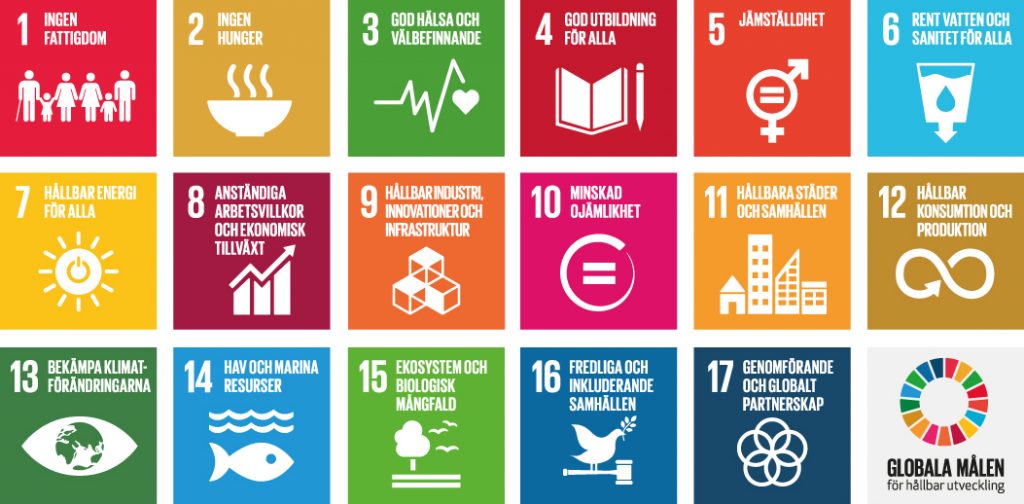 1 INGEN
FATTIGDOM
2 INGEN
HUNGER
3 GOD HÄLSA OCH
VÄLBEFINNANDE
4 GOD UTBILDNING
FÖR ALLA
5 JÄMSTÄLLDHET
6 RENT VATTEN OCH
SANITET FÖR ALLA
7 HÅLLBAR ENERGI
FÖR ALLA
8 ANSTÄNDIGA
ARBETSVILLKOR
OCH EKONOMISK
TILLVÄXT
9 HÅLLBAR INDUSTRI,
INNOVATIONER OCH
INFRASTRUKTUR
10 MINSKAD
OJÄMLIKHET
11 HÅLLBARA STÄDER
OCH SAMHÄLLEN
12 HÅLLBAR
KONSUMTION OCH
PRODUKTION
13 BEKÄMPA KLIMAT-
FÖRÄNDRINGARNA
14 HAV OCH MARINA
RESURSER
15 EKOSYSTEM OCH
BIOLOGISK
MÅNGFALD
16 FREDLIGA OCH
INKLUDERANDE
SAMHÄLLEN
17 GENOMFÖRANDE
OCH GLOBALT
PARTNERSKAP
GLOBALA MÅLEN
för hållbar utveckling